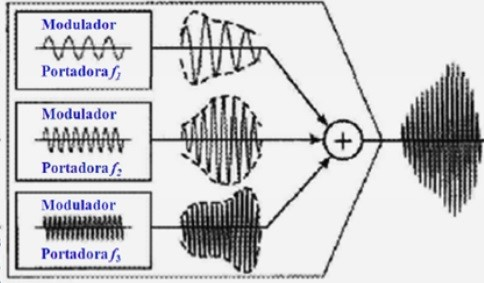 Modulador
Portadora f₁
Modulador
Portadora f₂
Modulador
Portadora f₃
+